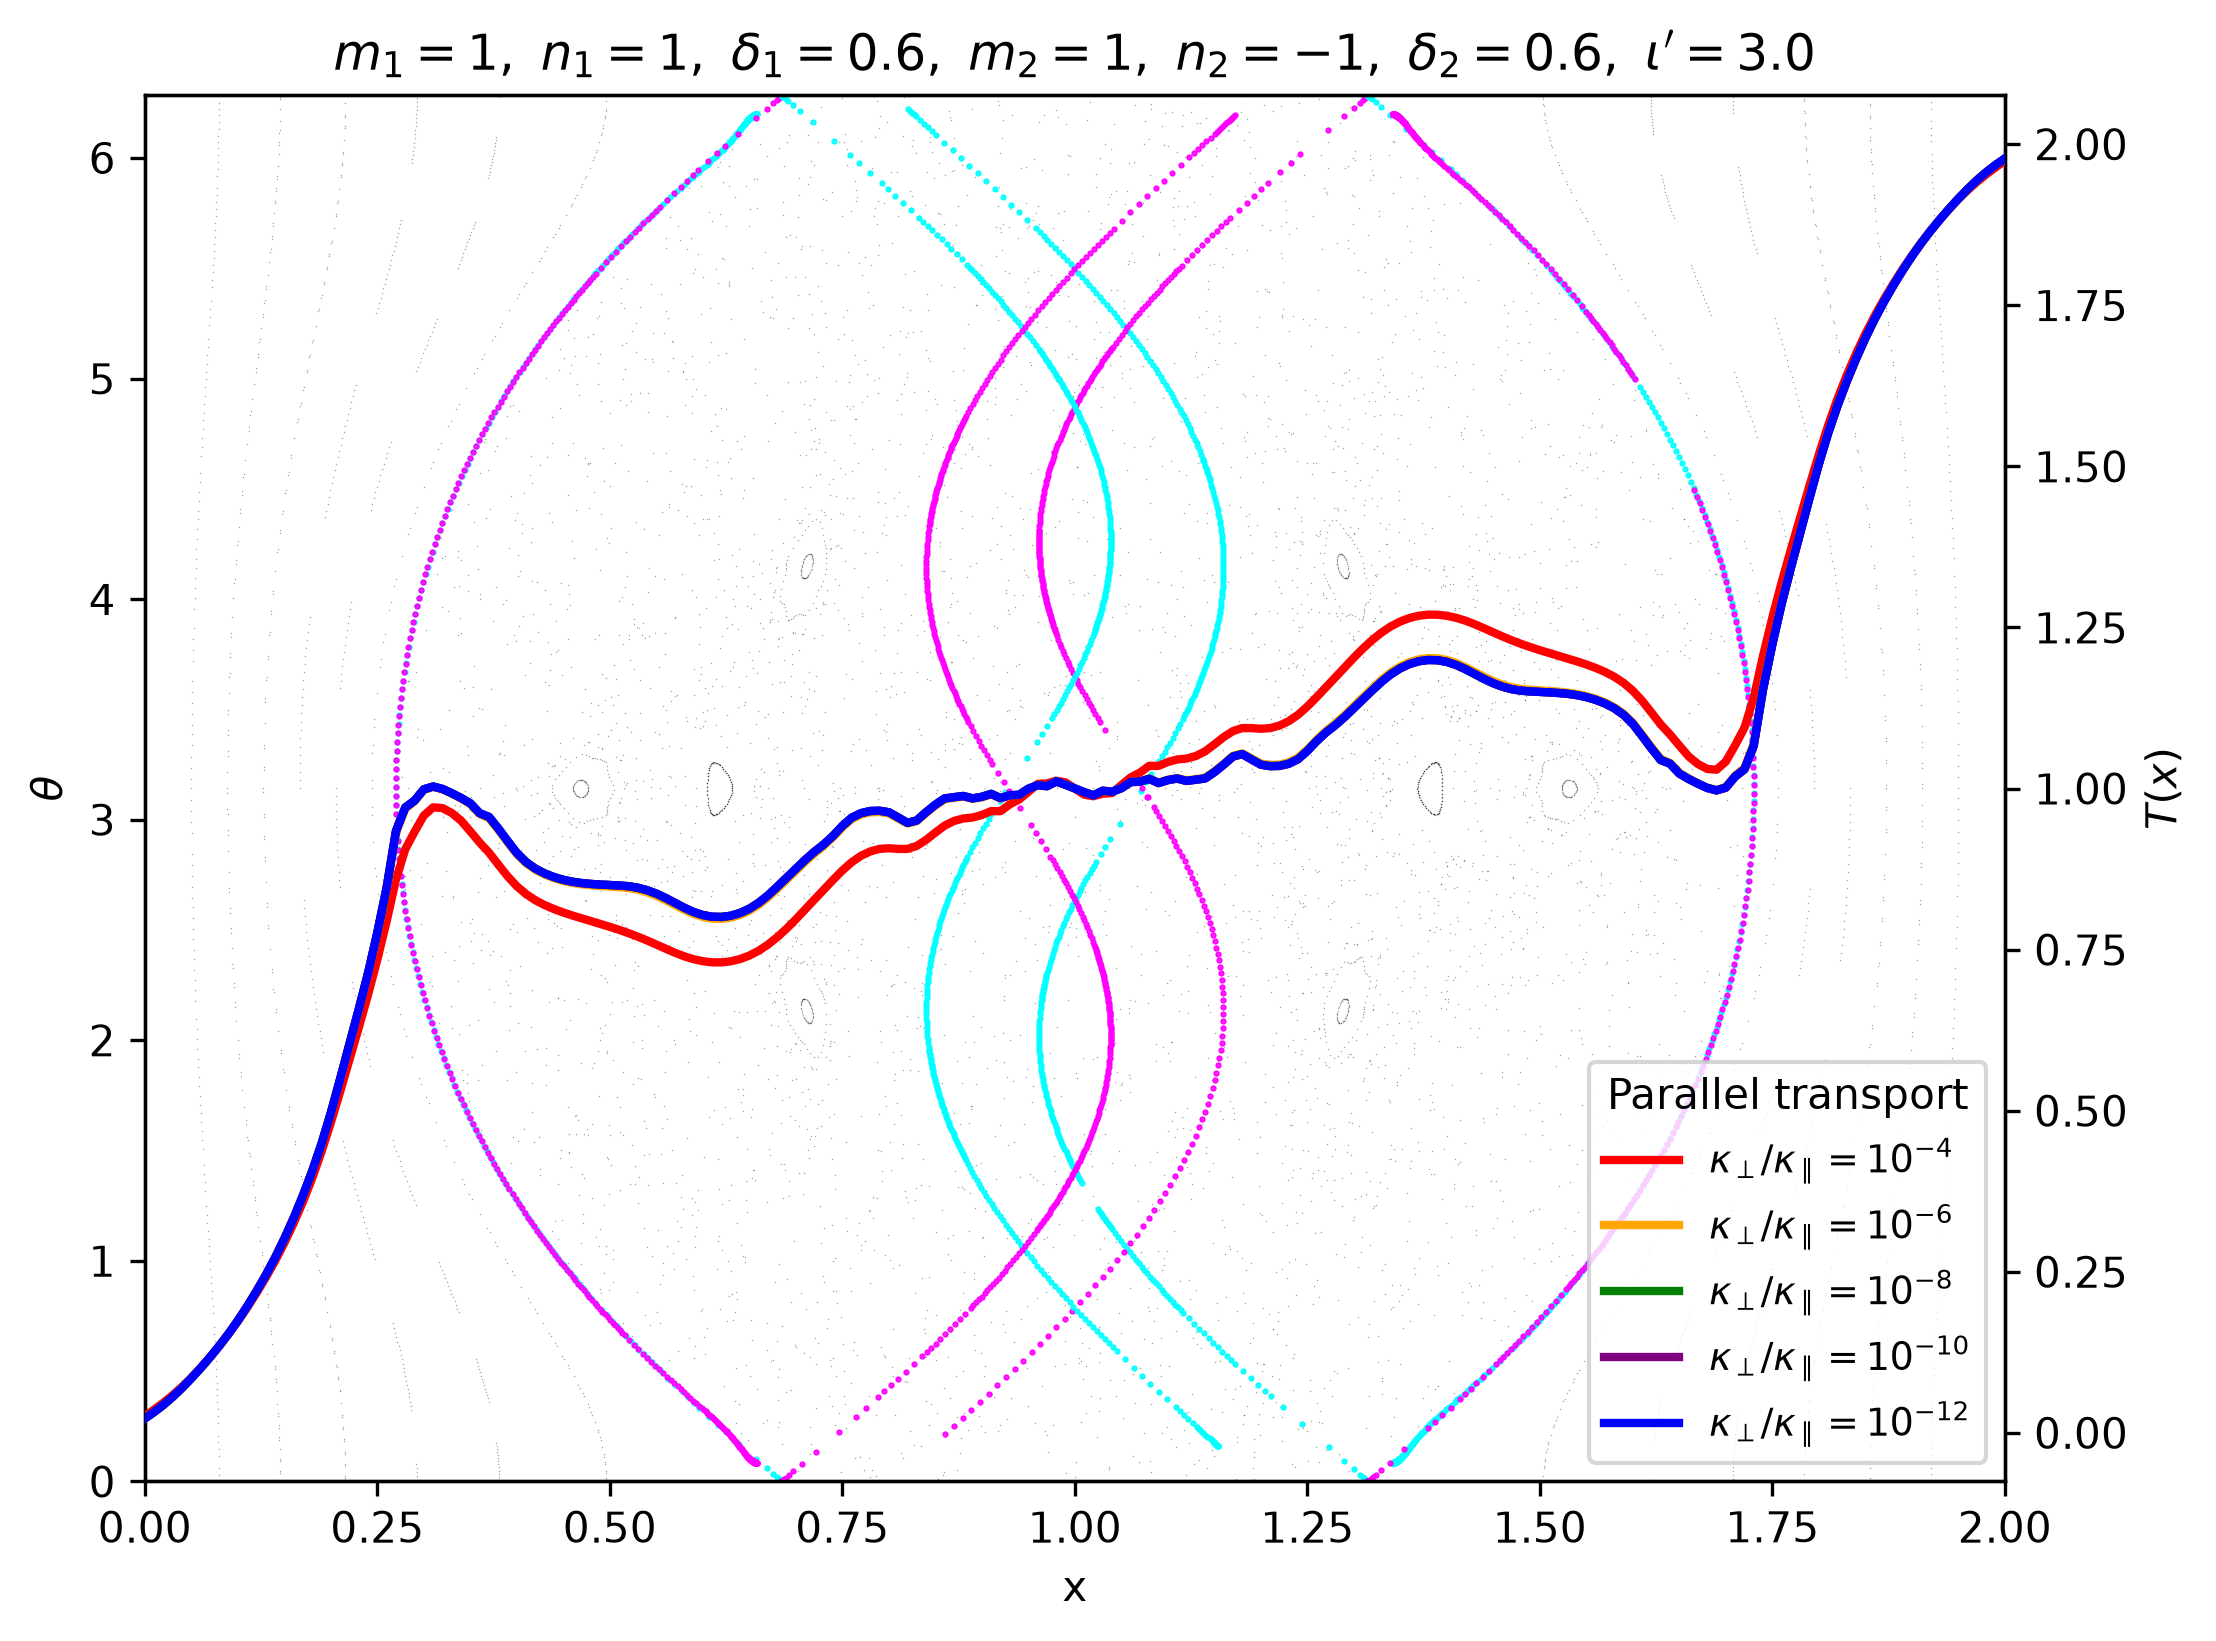 m₁ = 1, n₁ = 1, δ₁ = 0.6, m₂ = 1, n₂ = −1, δ₂ = 0.6, ι′ = 3.0
6
5
4
3
2
1
0
θ
2.00
1.75
1.50
1.25
1.00
0.75
0.50
0.25
0.00
T(x)
Parallel transport
κ⊥/κ∥ = 10⁻⁴
κ⊥/κ∥ = 10⁻⁶
κ⊥/κ∥ = 10⁻⁸
κ⊥/κ∥ = 10⁻¹⁰
κ⊥/κ∥ = 10⁻¹²
0.00 0.25 0.50 0.75 1.00 1.25 1.50 1.75 2.00
x